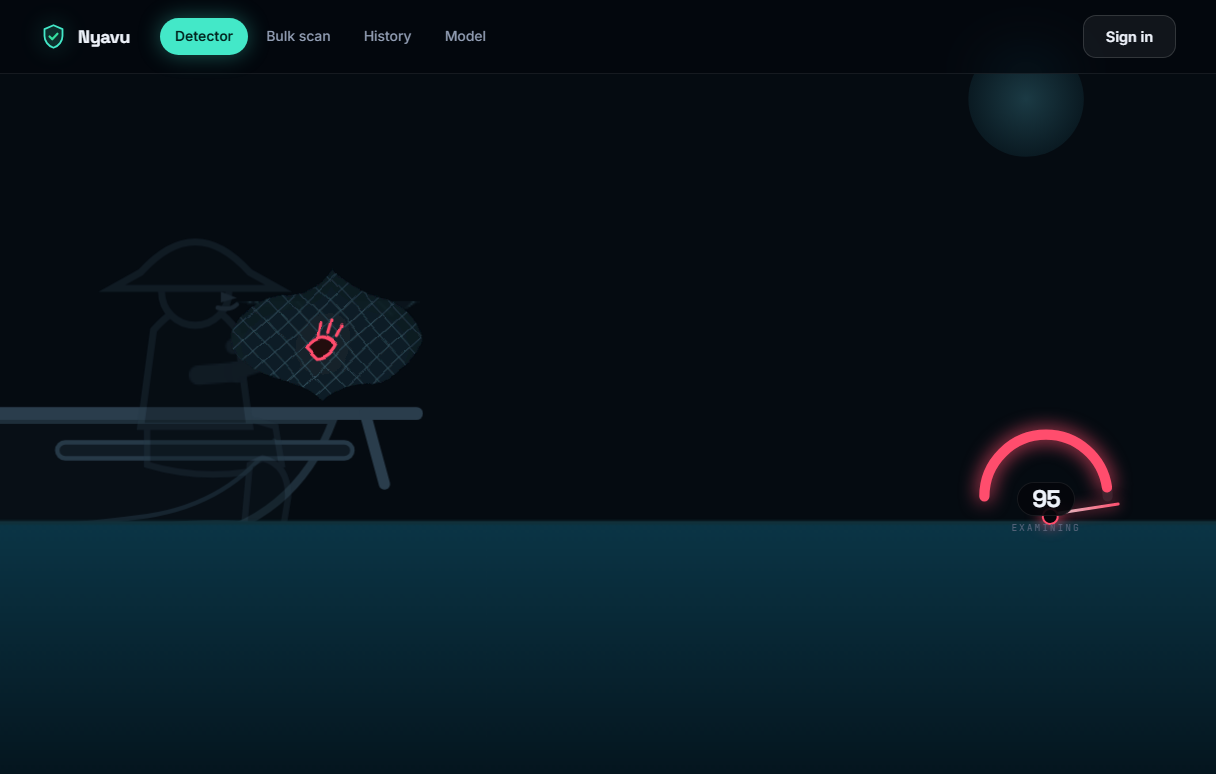 Nyavu
Detector
Bulk scan
History
Model
Sign in
95
EXAMINING